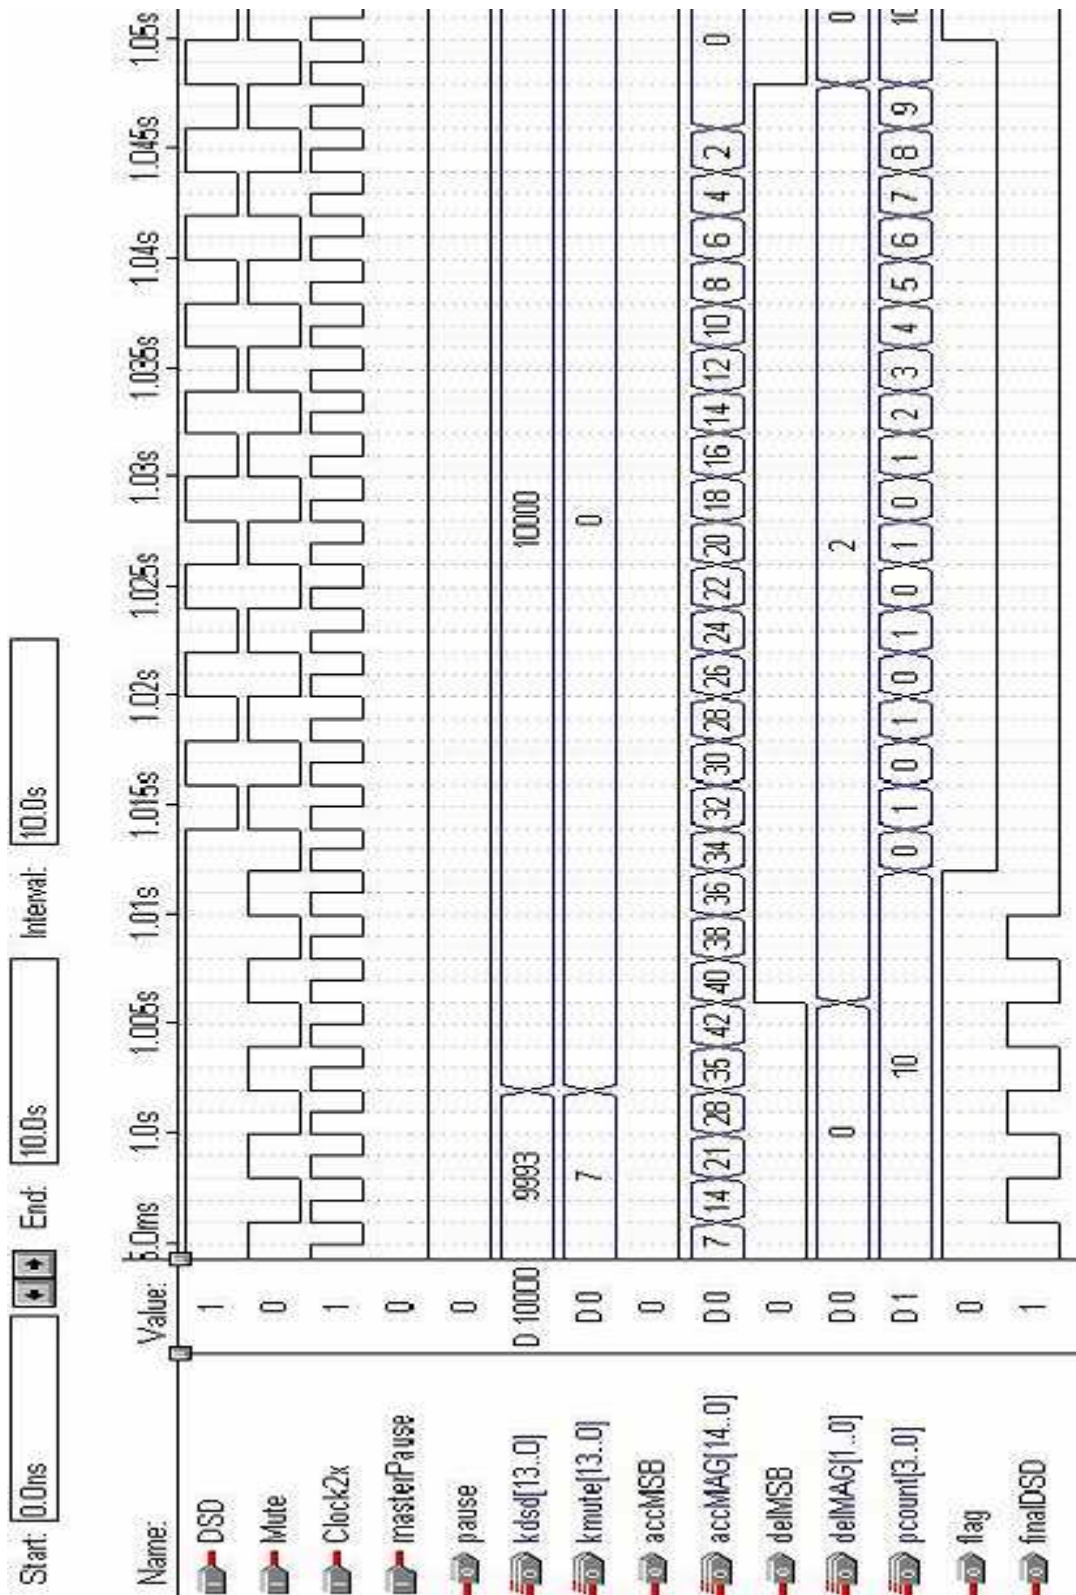 Start: 0.0ns End: 10.0s Interval: 10.0s
Name: Value: 5.0ms 1.0s 1.005s 1.01s 1.015s 1.02s 1.025s 1.03s 1.035s 1.04s 1.045s 1.05s
DSD 1
Mute 0
Clock2x 1
masterPause 0
pause 0
kdsd[13..0] D 10000 9993 10000
kmute[13..0] D 0 7 0
accMSB 0
accMAG[14..0] D 0 7 14 21 28 35 42 40 38 36 34 32 30 28 26 24 22 20 18 16 14 12 10 8 6 4 2 0
delMSB 0
delMAG[1..0] D 0 0 2 0
pcount[3..0] D 1 10 0 1 0 1 0 1 0 1 0 1 2 3 4 5 6 7 8 9 10
flag 0
finalDSD 1